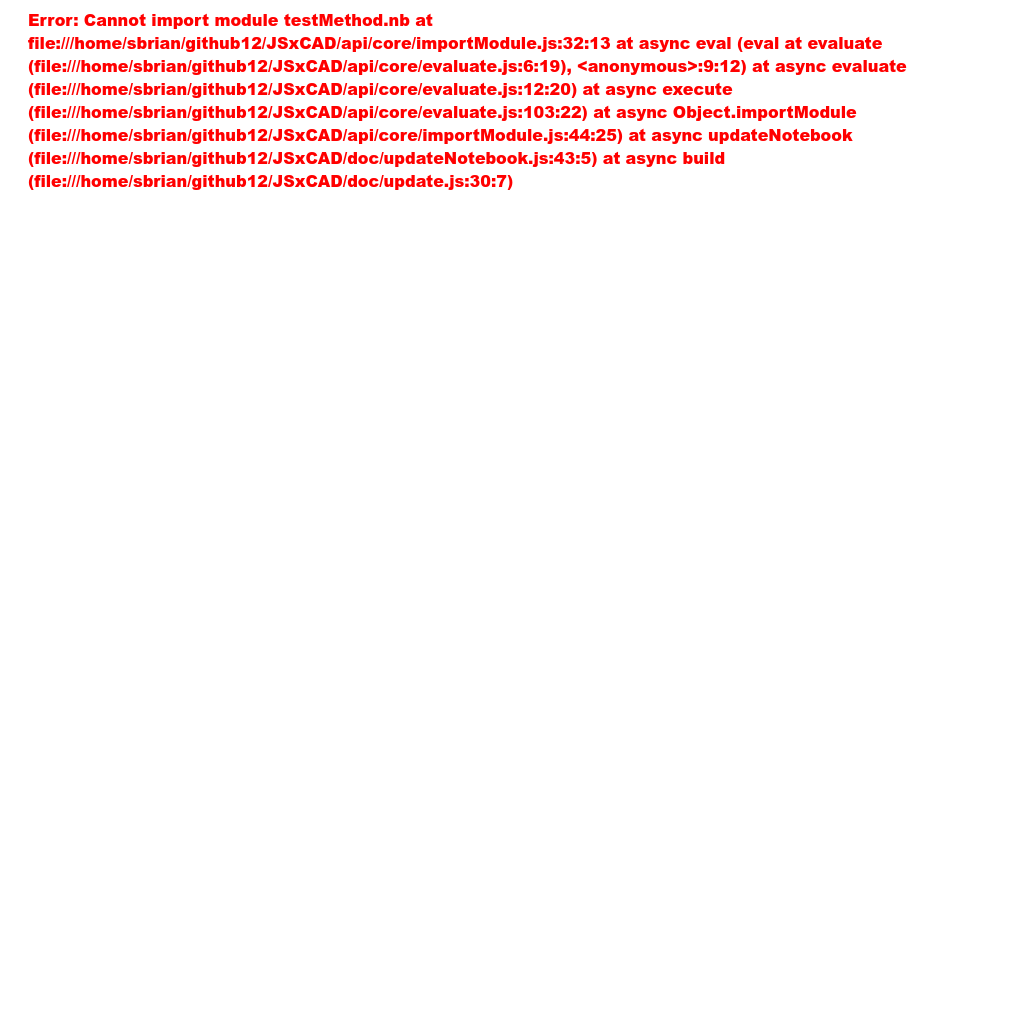 Error: Cannot import module testMethod.nb at
file:///home/sbrian/github12/JSxCAD/api/core/importModule.js:32:13 at async eval (eval at evaluate
(file:///home/sbrian/github12/JSxCAD/api/core/evaluate.js:6:19), <anonymous>:9:12) at async evaluate
(file:///home/sbrian/github12/JSxCAD/api/core/evaluate.js:12:20) at async execute
(file:///home/sbrian/github12/JSxCAD/api/core/evaluate.js:103:22) at async Object.importModule
(file:///home/sbrian/github12/JSxCAD/api/core/importModule.js:44:25) at async updateNotebook
(file:///home/sbrian/github12/JSxCAD/doc/updateNotebook.js:43:5) at async build
(file:///home/sbrian/github12/JSxCAD/doc/update.js:30:7)